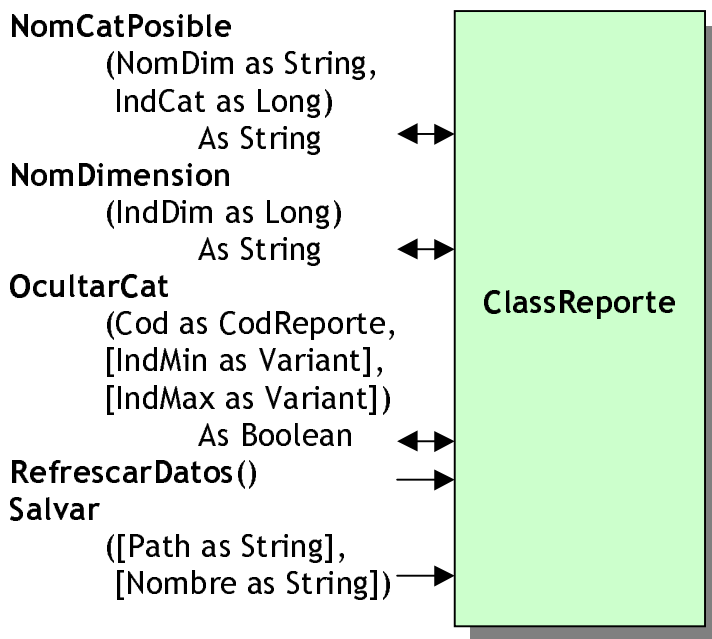 NomCatPosible
(NomDim as String,
IndCat as Long)
As String
NomDimension
(IndDim as Long)
As String
OcultarCat
(Cod as CodReporte,
[IndMin as Variant],
[IndMax as Variant])
As Boolean
RefrescarDatos()
Salvar
([Path as String],
[Nombre as String])
ClassReporte